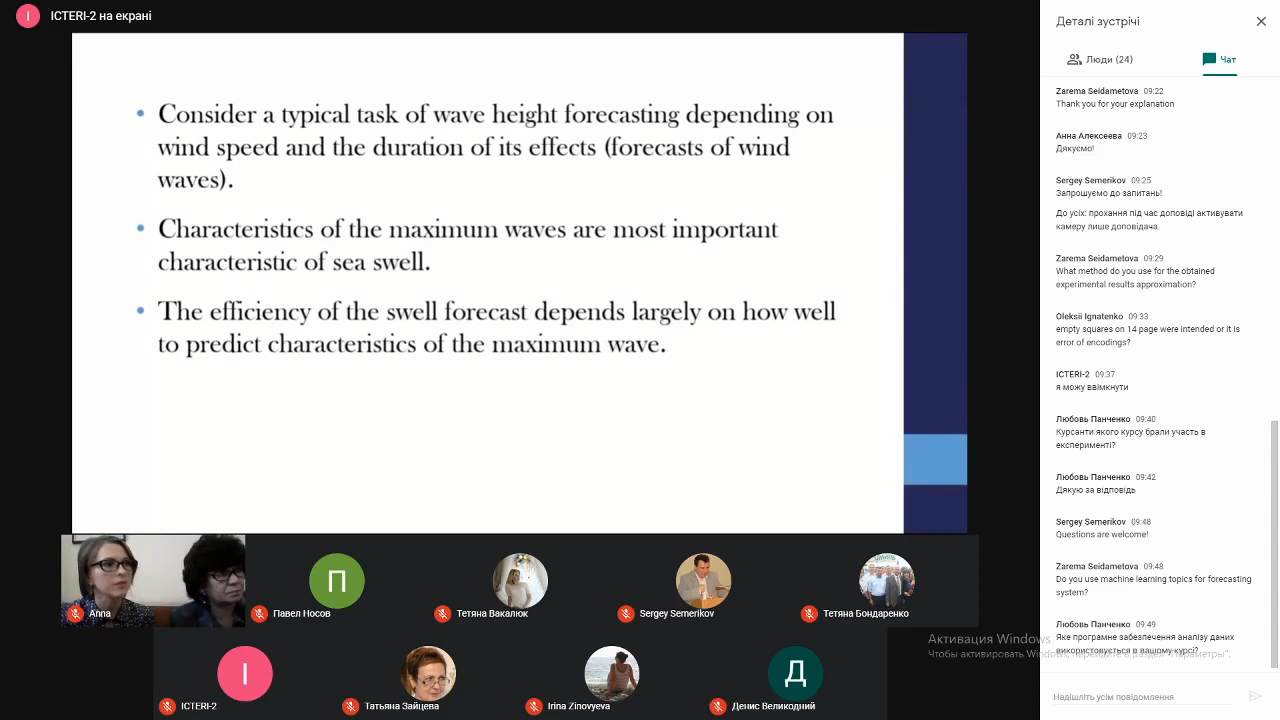 I
ICTERI-2 на екрані
• Consider a typical task of wave height forecasting depending on
wind speed and the duration of its effects (forecasts of wind
waves).
• Characteristics of the maximum waves are most important
characteristic of sea swell.
• The efficiency of the swell forecast depends largely on how well
to predict characteristics of the maximum wave.
Anna
П
Павел Носов
Тетяна Вакалюк
Sergey Semerikov
Тетяна Бондаренко
I
ICTERI-2
Татьяна Зайцева
Irina Zinovyeva
Д
Денис Великодний
Деталі зустрічі
Люди (24)
Чат
Zarema Seidametova 09:22
Thank you for your explanation
Анна Алексеева 09:23
Дякуємо!
Sergey Semerikov 09:25
Запрошуємо до запитань!
До усіх: прохання під час доповіді активувати
камеру лише доповідача.
Zarema Seidametova 09:29
What method do you use for the obtained
experimental results approximation?
Oleksii Ignatenko 09:33
empty squares on 14 page were intended or it is
error of encodings?
ICTERI-2 09:37
я можу ввімкнути
Любовь Панченко 09:40
Курсанти якого курсу брали участь в
експерименті?
Любовь Панченко 09:42
Дякую за відповідь
Sergey Semerikov 09:48
Questions are welcome!
Zarema Seidametova 09:48
Do you use machine learning topics for forecasting
system?
Любовь Панченко 09:49
Яке програмне забезпечення аналізу даних
використовується в вашому курсі?
Активация Windows
Чтобы активировать Windows, перейдите в раздел "Параметры".
Надішліть усім повідомлення